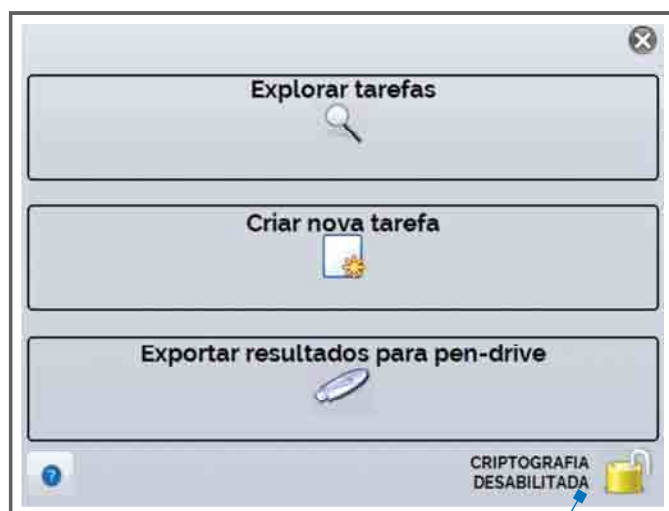 Explorar tarefas
Criar nova tarefa
Exportar resultados para pen-drive
CRIPTOGRAFIA
DESABILITADA